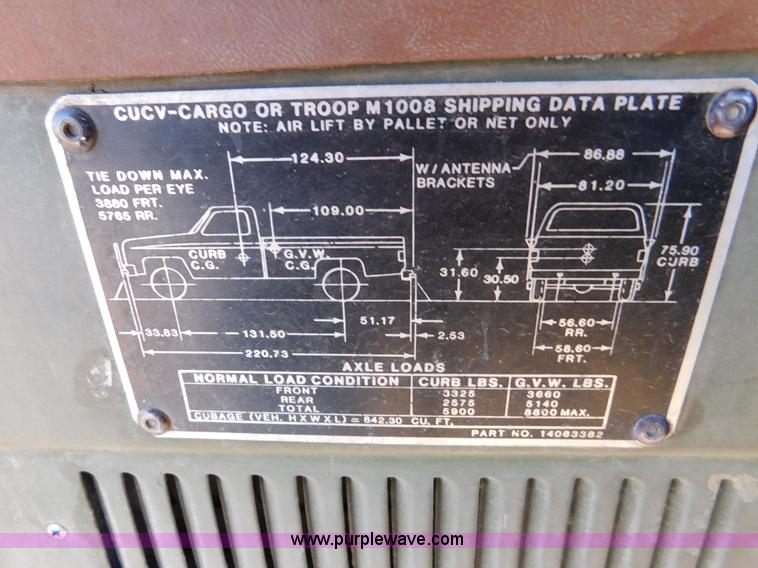 CUCV-CARGO OR TROOP M1008 SHIPPING DATA PLATE
NOTE: AIR LIFT BY PALLET OR NET ONLY
TIE DOWN MAX.
LOAD PER EYE
3880 FRT.
5765 RR.
124.30
109.00
CURB
C.G.
G.V.W.
C.G.
W/ANTENNA
BRACKETS
86.88
81.20
75.90
CURB
31.60
30.50
33.83
131.50
51.17
2.53
220.73
56.60
RR.
58.60
FRT.
AXLE LOADS
NORMAL LOAD CONDITION CURB LBS. G.V.W. LBS.
FRONT 3325 3660
REAR 2575 5140
TOTAL 5900 8800 MAX.
CUBAGE (VEH. HXWXL) = 842.30 CU. FT.
PART NO. 14063382
www.purplewave.com